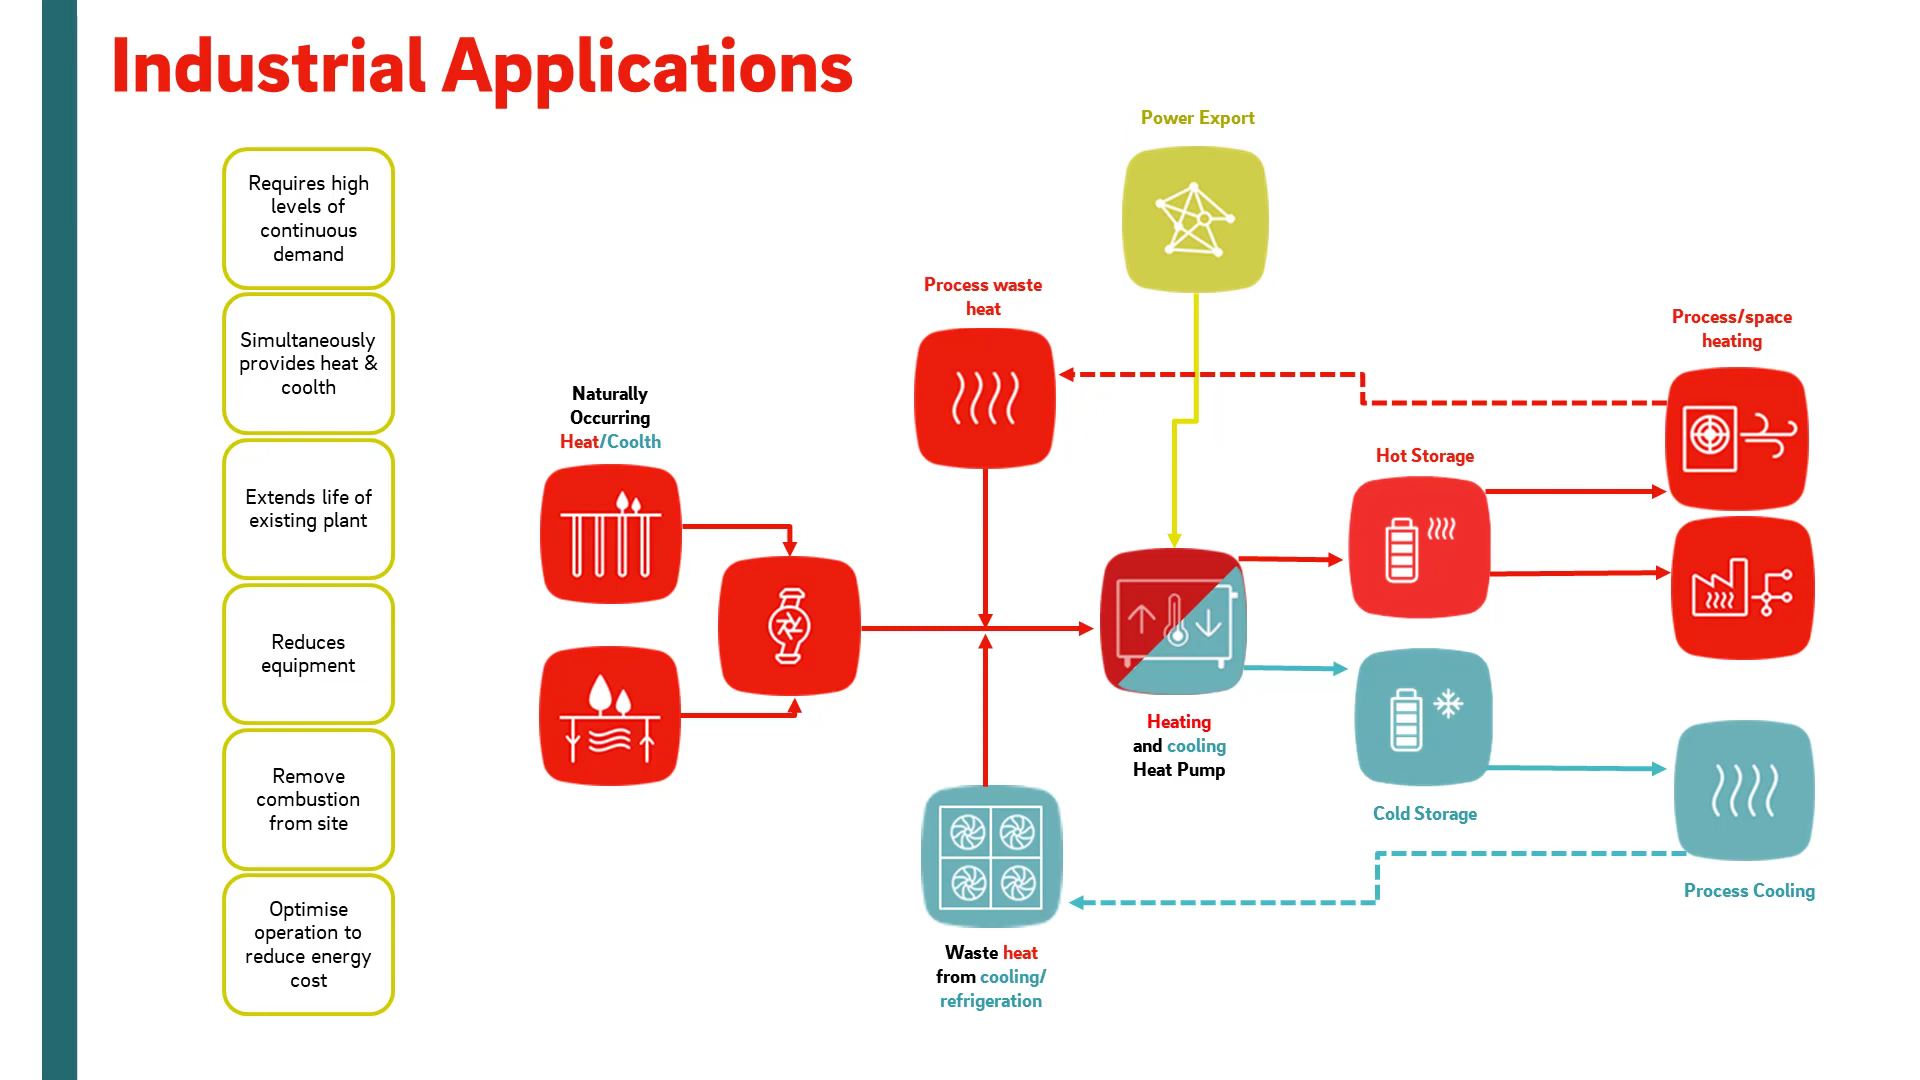 Industrial Applications
Requires high
levels of
continuous
demand
Simultaneously
provides heat &
coolth
Extends life of
existing plant
Reduces
equipment
Remove
combustion
from site
Optimise
operation to
reduce energy
cost
Naturally
Occurring
Heat/Coolth
Process waste
heat
Power Export
Waste heat
from cooling/
refrigeration
Heating
and cooling
Heat Pump
Hot Storage
Cold Storage
Process/space
heating
Process Cooling